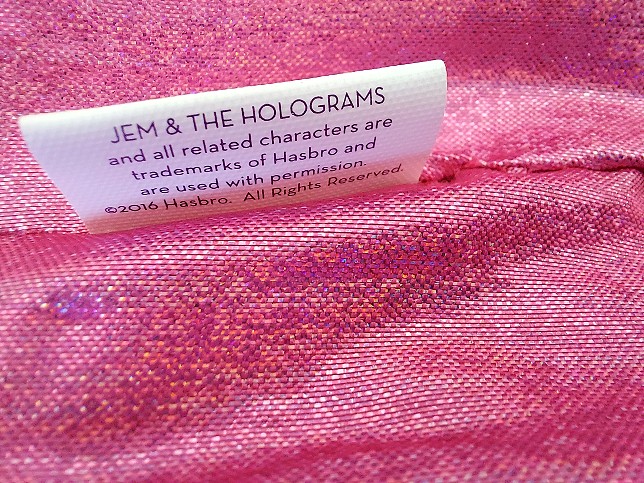 JEM & THE HOLOGRAMS
and all related characters are
trademarks of Hasbro and
are used with permission.
©2016 Hasbro. All Rights Reserved.